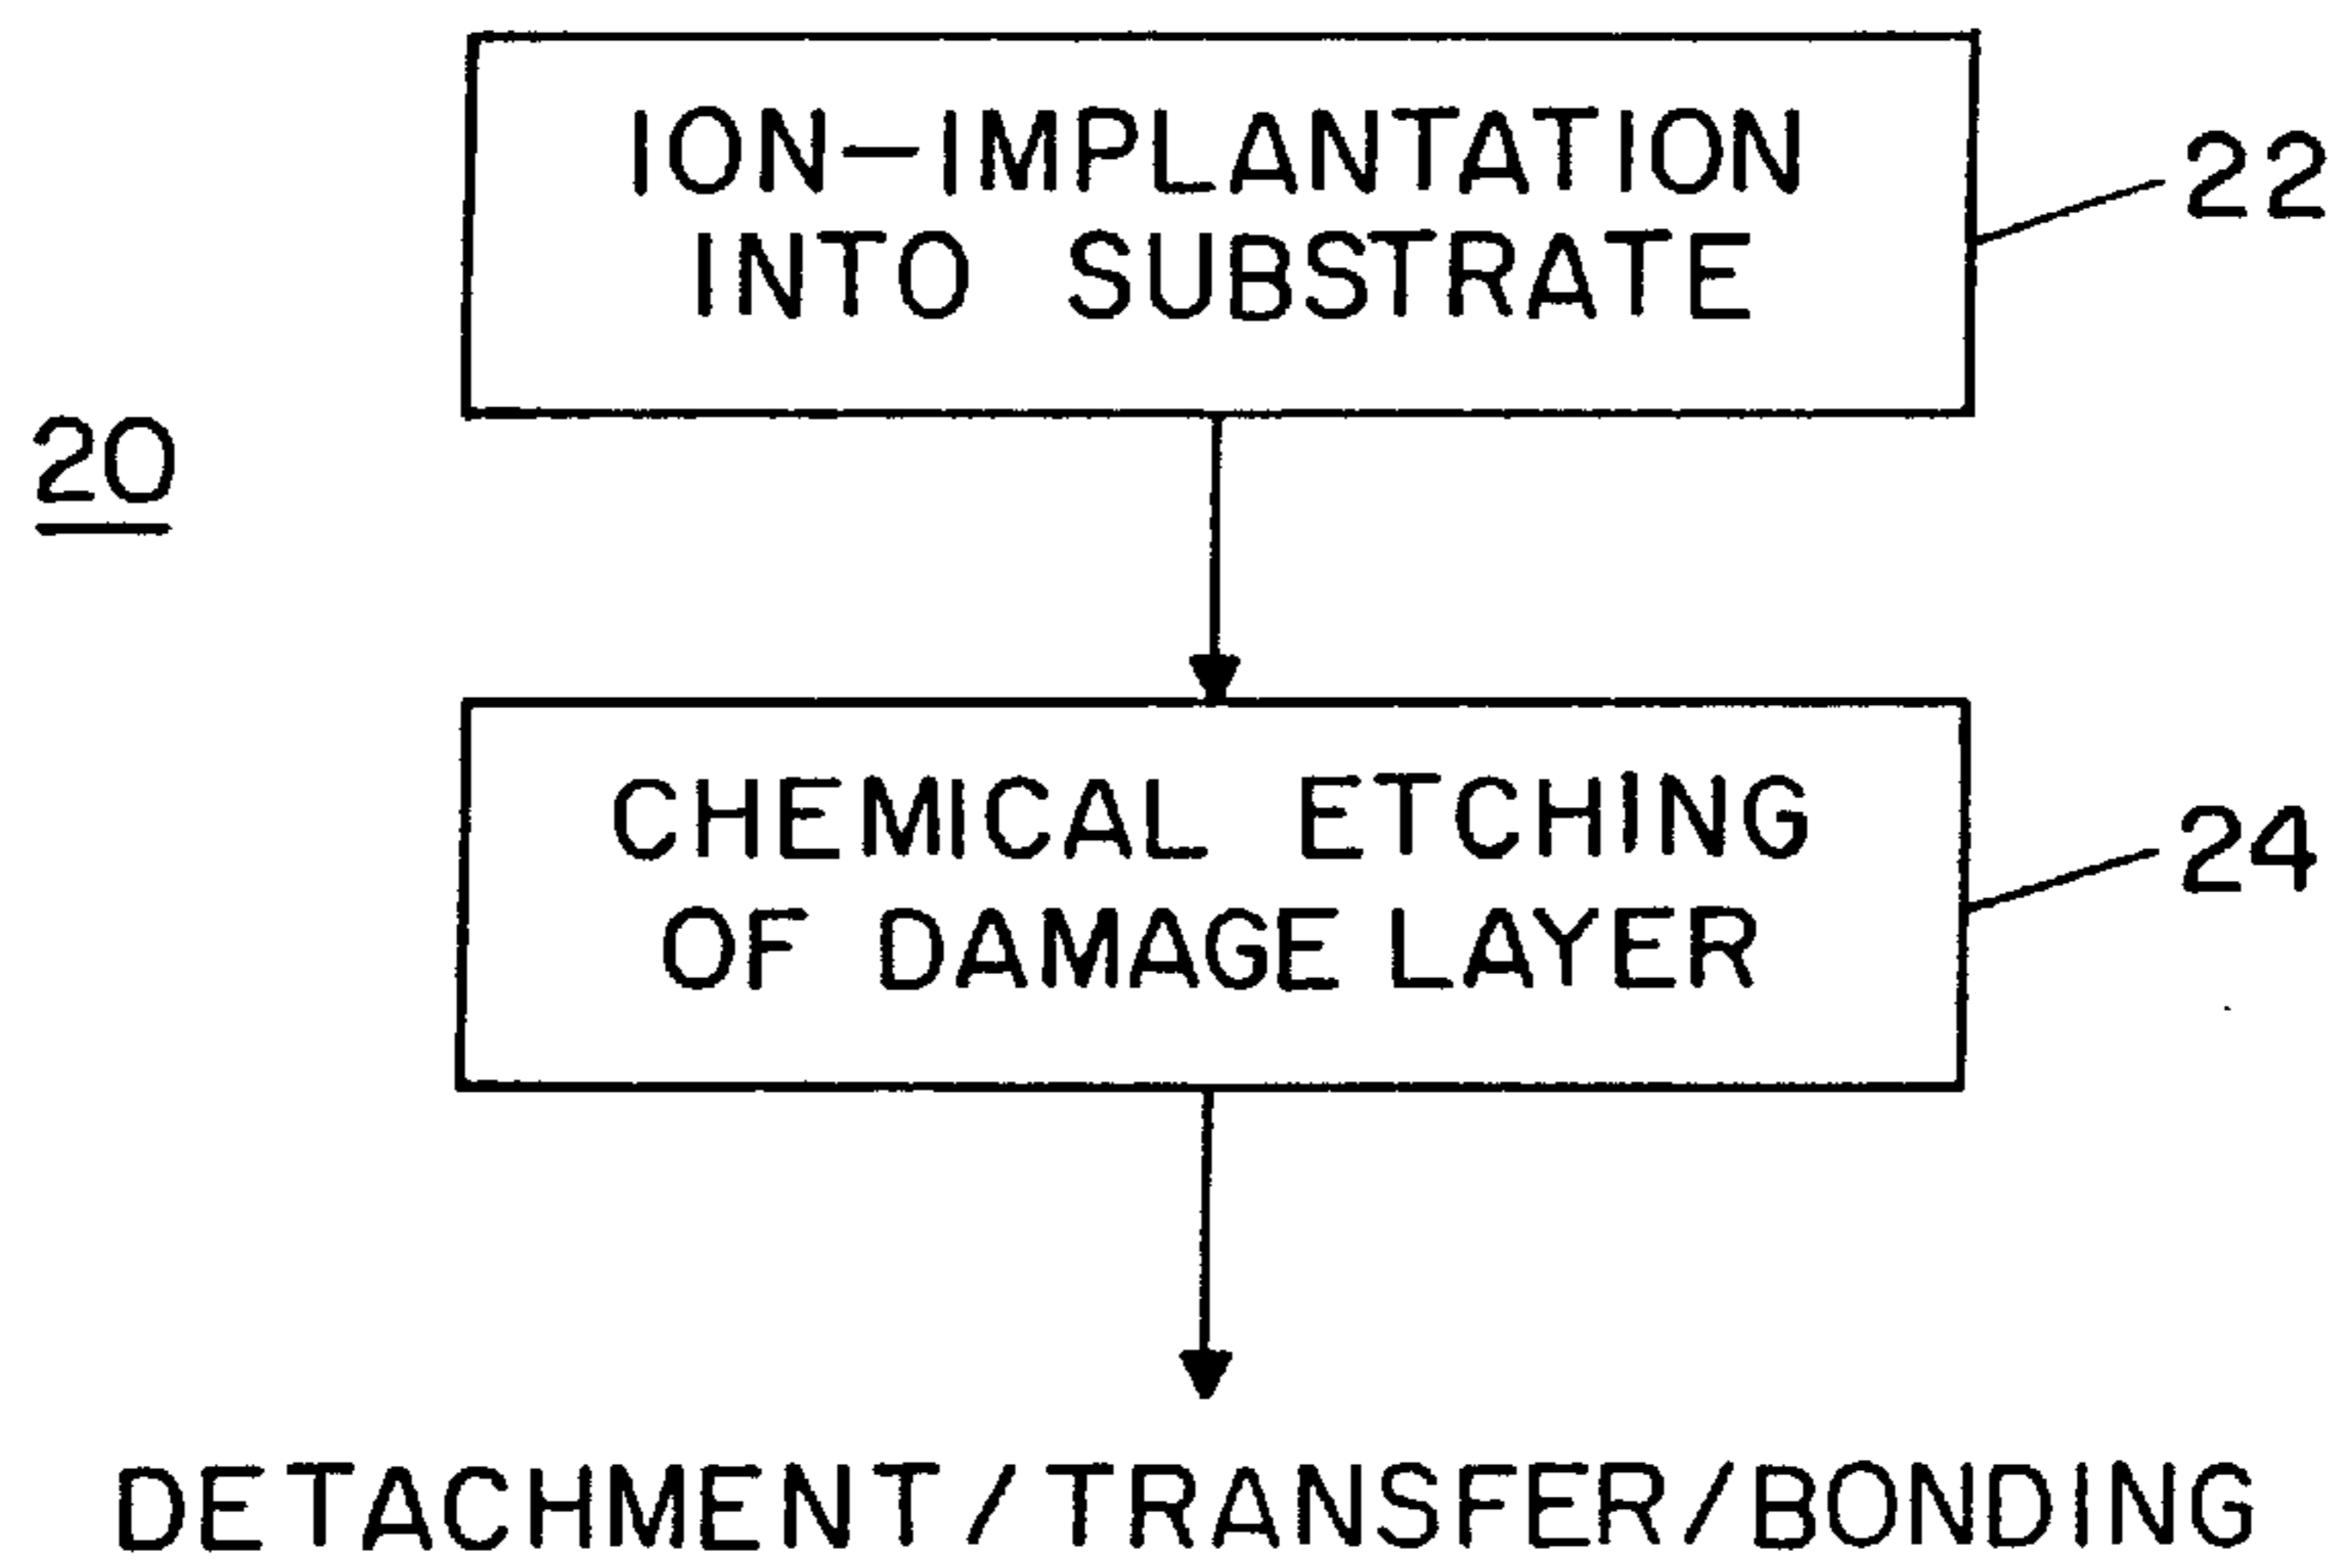 ION-IMPLANTATION
INTO SUBSTRATE
22
20
CHEMICAL ETCHING
OF DAMAGE LAYER
24
DETACHMENT/TRANSFER/BONDING